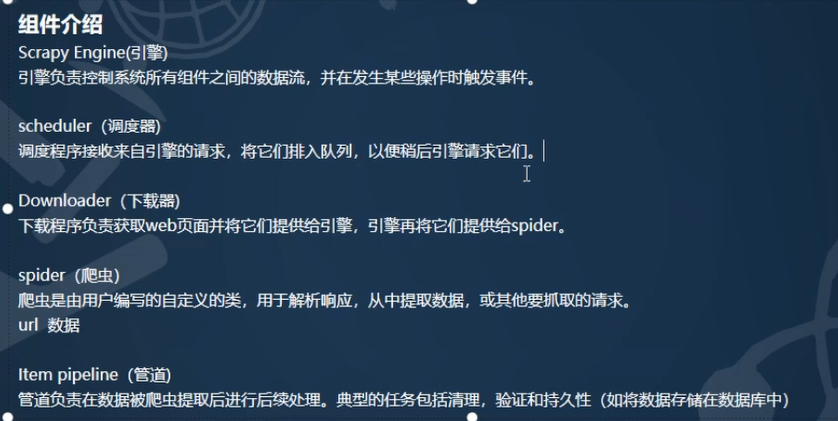 组件介绍
Scrapy Engine(引擎)
引擎负责控制系统所有组件之间的数据流，并在发生某些操作时触发事件。
scheduler（调度器)
调度程序接收来自引擎的请求，将它们排入队列，以便稍后引擎请求它们。
Downloader（下载器)
下载程序负责获取web页面并将它们提供给引擎，引擎再将它们提供给spider。
spider（爬虫）
爬虫是由用户编写的自定义的类，用于解析响应，从中提取数据，或其他要抓取的请求。
url 数据
Item pipeline（管道)
管道负责在数据被爬虫提取后进行后续处理。典型的任务包括清理，验证和持久性（如将数据存储在数据库中）